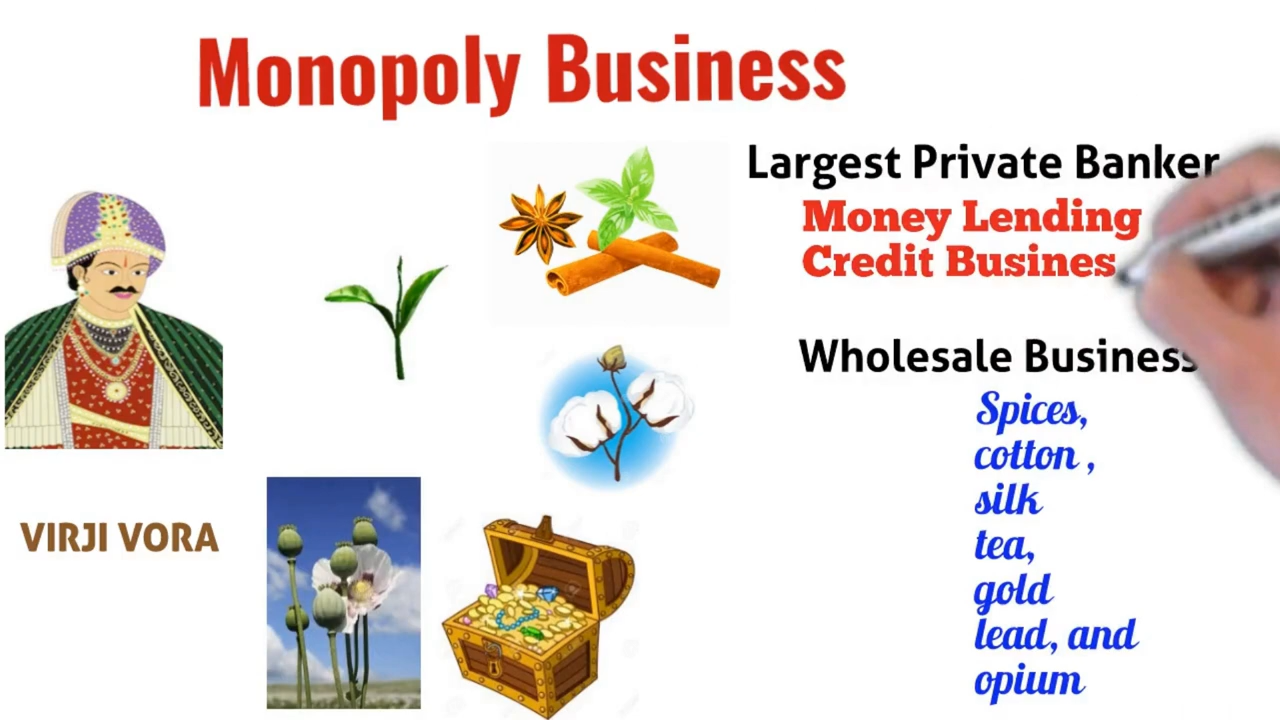 Monopoly Business
Largest Private Banker
Money Lending
Credit Busines
Wholesale Business
Spices,
cotton ,
silk
tea,
gold
lead, and
opium
VIRJI VORA